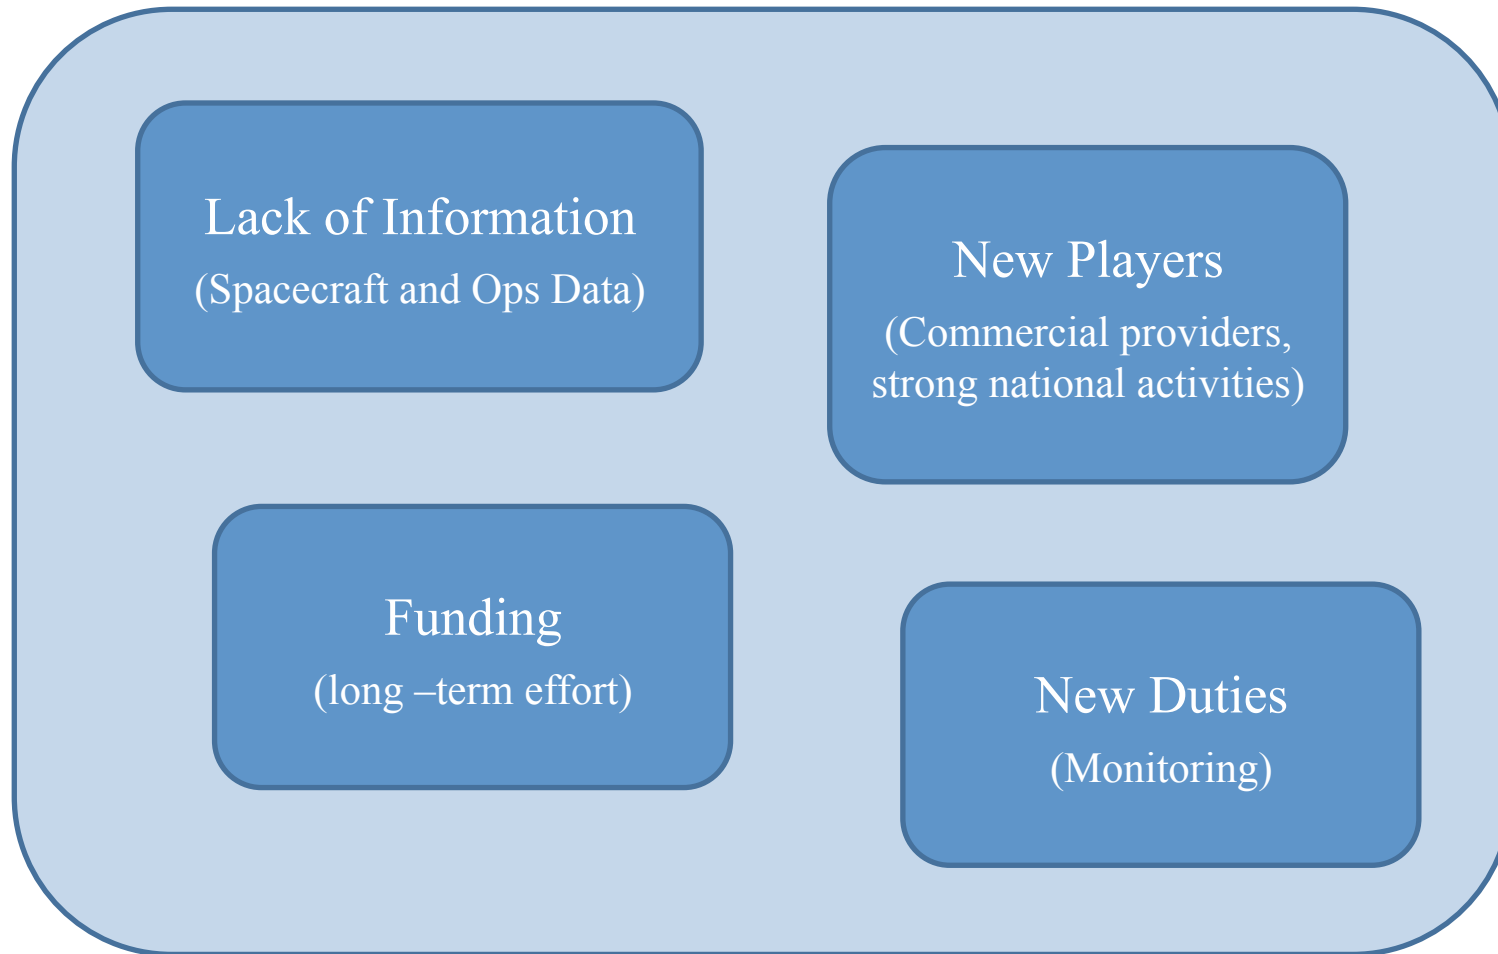 Lack of Information
(Spacecraft and Ops Data)
New Players
(Commercial providers,
strong national activities)
Funding
(long –term effort)
New Duties
(Monitoring)